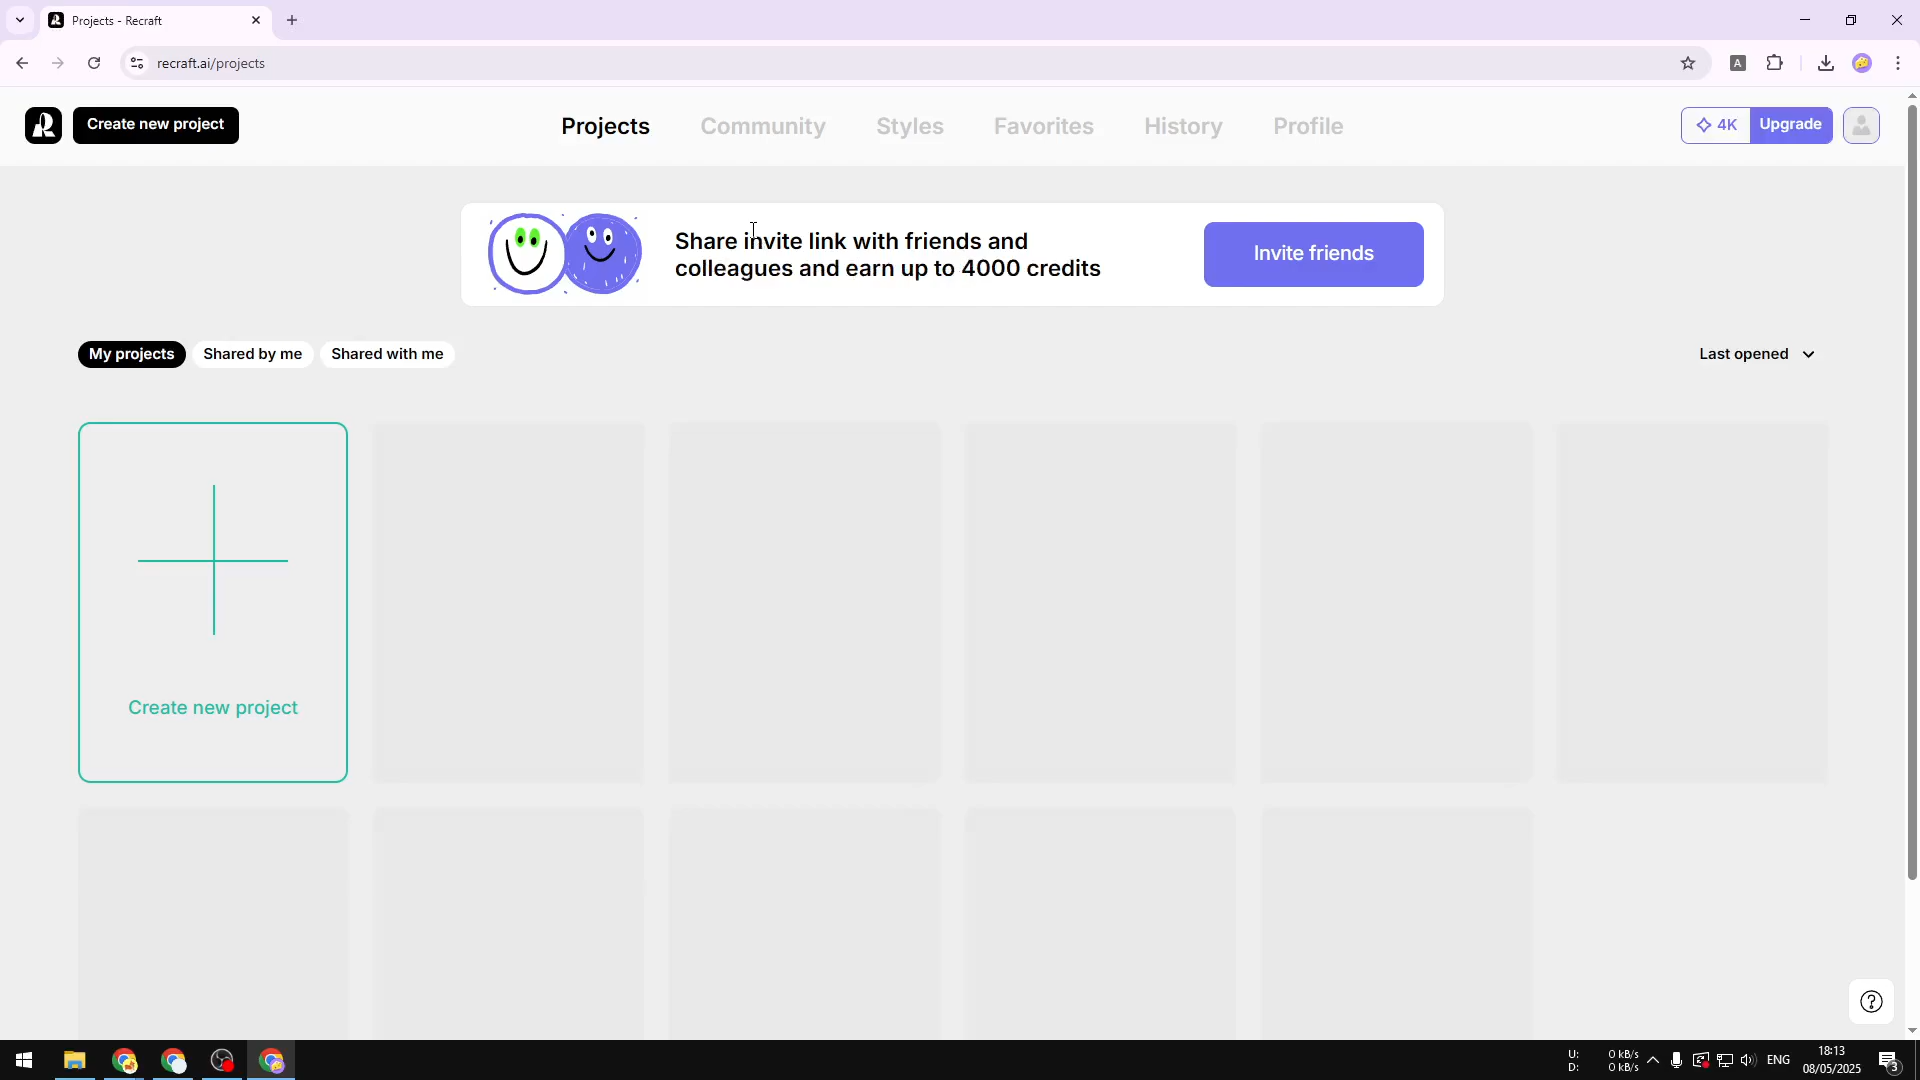 Projects - Recraft
recraft.ai/projects
A
Create new project
Projects
Community
Styles
Favorites
History
Profile
4K
Upgrade
Share invite link with friends and
colleagues and earn up to 4000 credits
Invite friends
My projects
Shared by me
Shared with me
Last opened
Create new project
U: 0 kB/s
D: 0 kB/s
ENG
18:13
08/05/2025
3